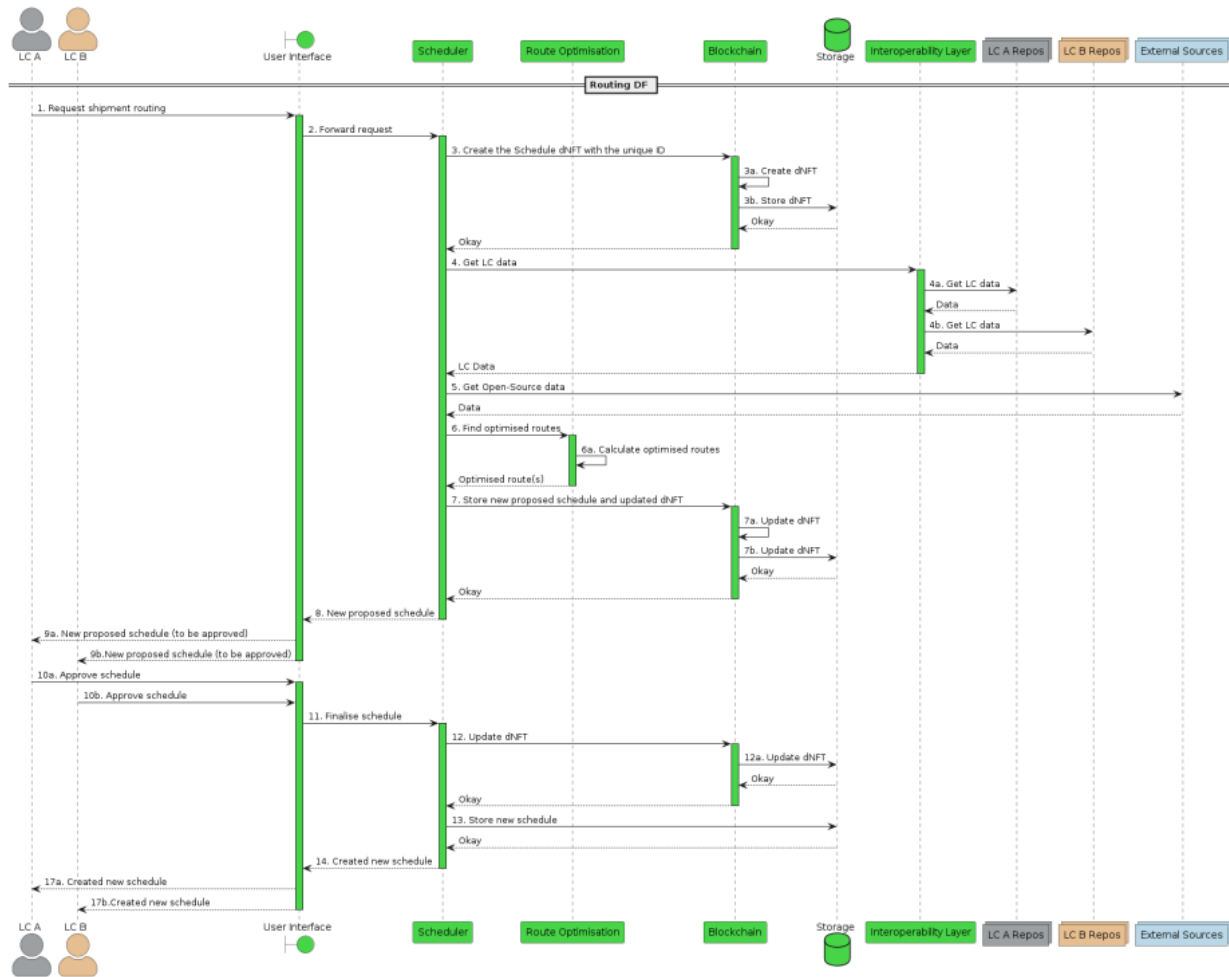 LC A
LC B
User Interface
Scheduler
Route Optimisation
Blockchain
Storage
Interoperability Layer
LC A Repos
LC B Repos
External Sources
Routing DF
1. Request shipment routing
2. Forward request
3. Create the Schedule dNFT with the unique ID
3a. Create dNFT
3b. Store dNFT
Okay
Okay
4. Get LC data
4a. Get LC data
Data
4b. Get LC data
Data
LC Data
5. Get Open-Source data
Data
6. Find optimised routes
6a. Calculate optimised routes
Optimised route(s)
7. Store new proposed schedule and updated dNFT
7a. Update dNFT
7b. Update dNFT
Okay
Okay
8. New proposed schedule
9a. New proposed schedule (to be approved)
9b.New proposed schedule (to be approved)
10a. Approve schedule
10b. Approve schedule
11. Finalise schedule
12. Update dNFT
12a. Update dNFT
Okay
Okay
13. Store new schedule
Okay
14. Created new schedule
17a. Created new schedule
17b.Created new schedule
LC A
LC B
User Interface
Scheduler
Route Optimisation
Blockchain
Storage
Interoperability Layer
LC A Repos
LC B Repos
External Sources